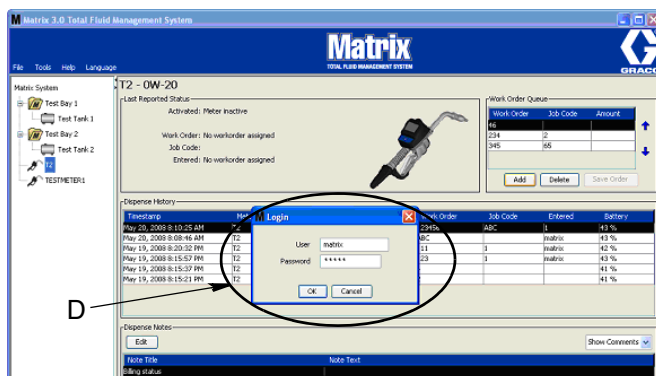 Matrix 3.0 Total Fluid Management System
Matrix
TOTAL FLUID MANAGEMENT SYSTEM
GRACO
File Tools Help Language
Matrix System
Test Bay 1
Test Tank 1
Test Bay 2
Test Tank 2
T2
TESTMETER1
T2 - 0W-20
Last Reported Status
Activated: Meter Inactive
Work Order: No workorder assigned
Job Code:
Entered: No workorder assigned
Work Order Queue
Work Order Job Code Amount
46
234 2
345 65
Add Delete Save Order
Dispense History
Timestamp Work Order Job Code Entered Battery
May 20, 2008 8:10:25 AM T2 23456 ABC 1 43 %
May 20, 2008 8:08:46 AM T2 ABC matrix 43 %
May 19, 2008 8:20:32 PM T2 11 1 matrix 42 %
May 19, 2008 8:15:57 PM T2 23 1 matrix 43 %
May 19, 2008 8:15:37 PM T2 41 %
May 19, 2008 8:15:21 PM T2 41 %
Login
User matrix
Password *****
OK Cancel
D
Dispense Notes
Edit Show Comments
Note Title Note Text
Billing status